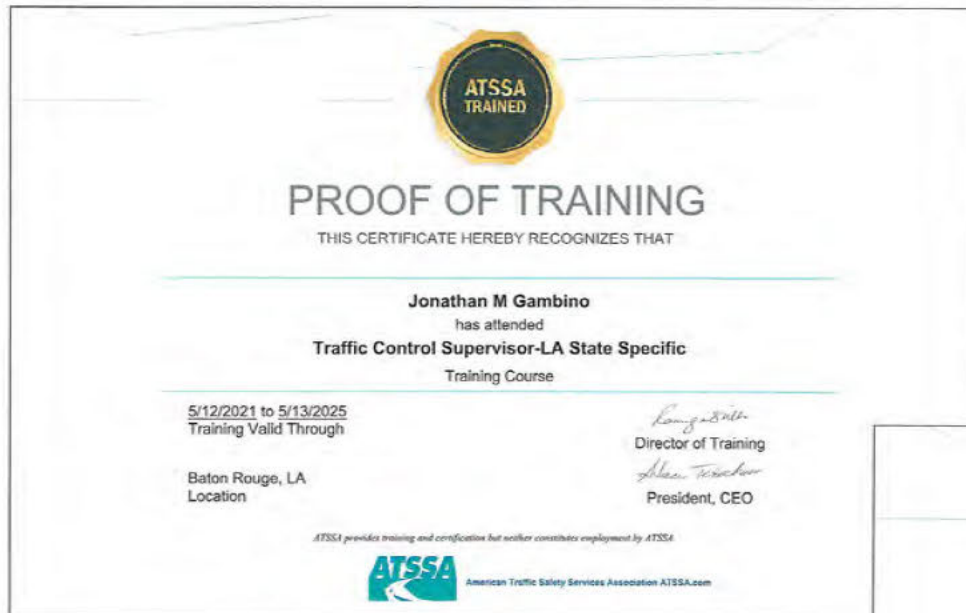 ATSSA
TRAINED
PROOF OF TRAINING
THIS CERTIFICATE HEREBY RECOGNIZES THAT
Jonathan M Gambino
has attended
Traffic Control Supervisor-LA State Specific
Training Course
5/12/2021 to 5/13/2025
Training Valid Through
Director of Training
Baton Rouge, LA
Location
President, CEO
ATSSA provides training and certification but neither constitutes employment by ATSSA.
ATSSA
American Traffic Safety Services Association ATSSA.com